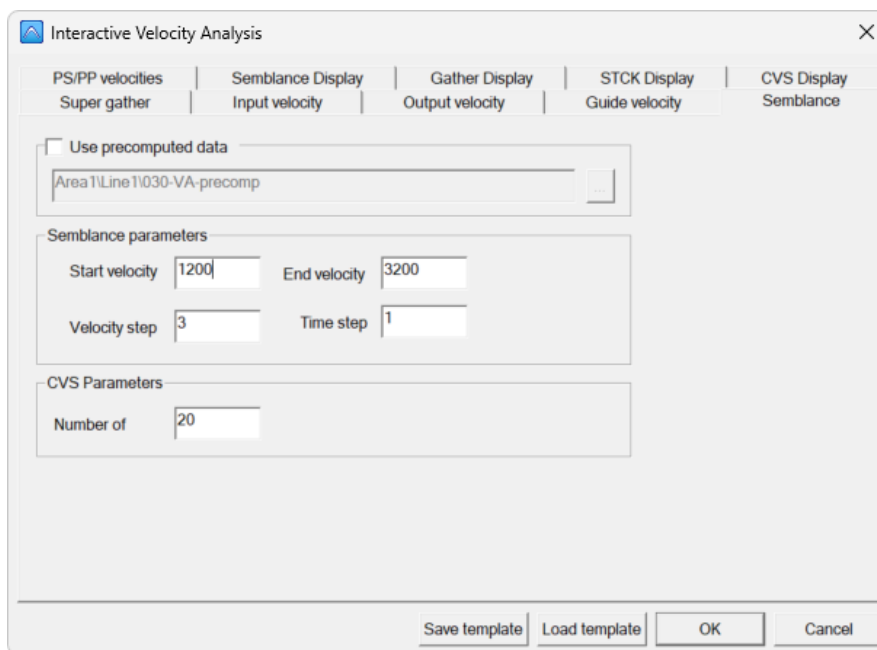 Interactive Velocity Analysis
PS/PP velocities Semblance Display Gather Display STCK Display CVS Display
Super gather Input velocity Output velocity Guide velocity Semblance
Use precomputed data
Area1\Line1\030-VA-precomp
...
Semblance parameters
Start velocity 1200 End velocity 3200
Velocity step 3 Time step 1
CVS Parameters
Number of 20
Save template Load template OK Cancel